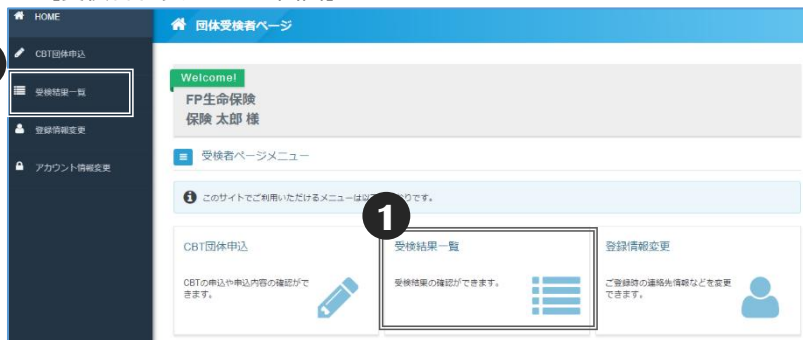 HOME
CBT団体申込
受検結果一覧
登録情報変更
アカウント情報変更
団体受検者ページ
Welcome!
FP生命保険
保険 太郎 様
受検者ページメニュー
このサイトでご利用いただけるメニューは以 おりです。
1
CBT団体申込
CBTの申込や申込内容の確認がで
きます。
受検結果一覧
受検結果の確認ができます。
登録情報変更
ご登録時の連絡先情報などを変更
できます。